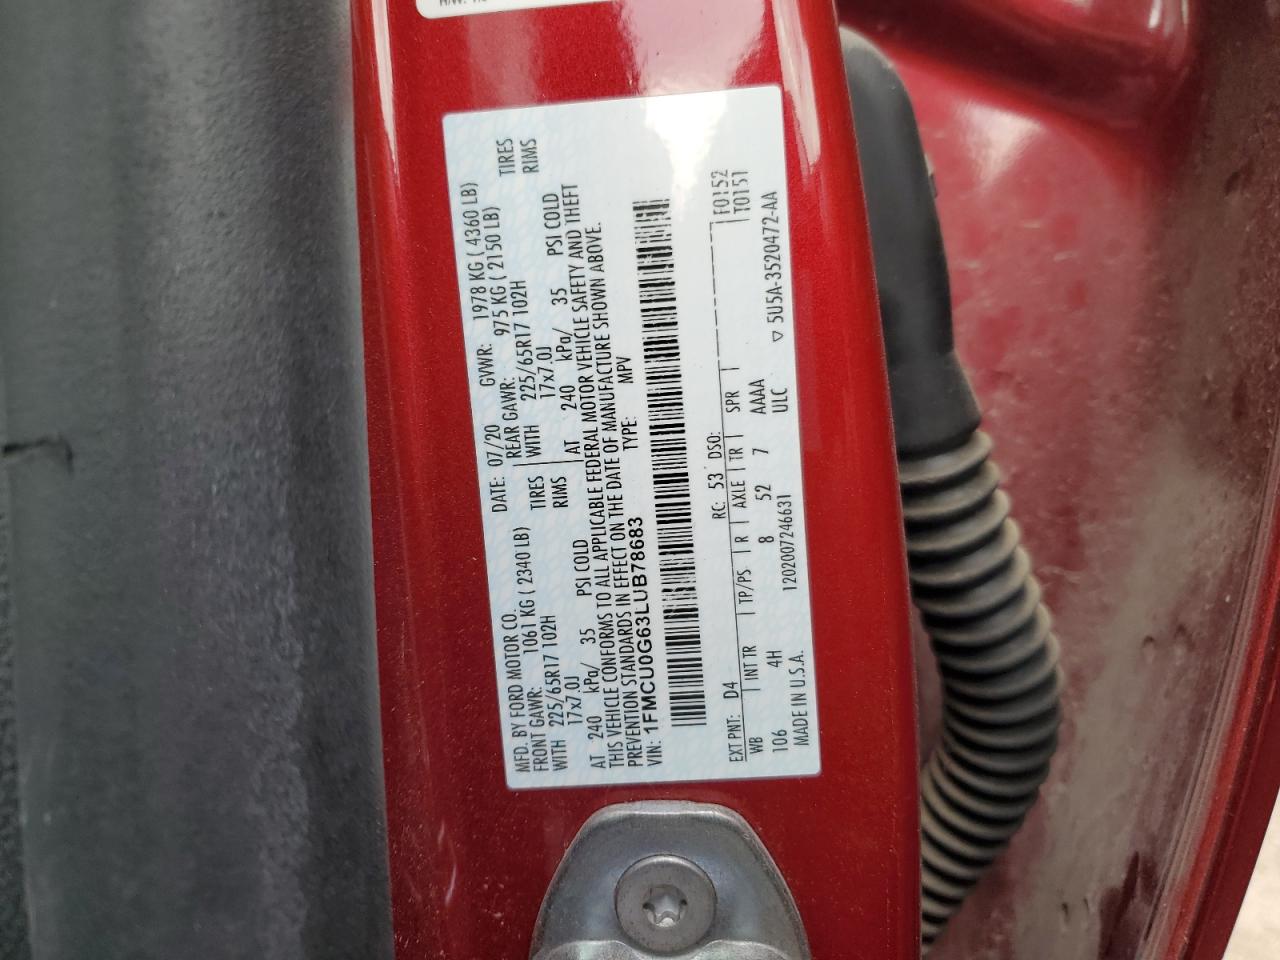 MFD. BY FORD MOTOR CO.
DATE: 07/20 GVWR: 1978 KG ( 4360 LB)
FRONT GAWR: 1061 KG ( 2340 LB)
REAR GAWR: 975 KG ( 2150 LB)
WITH 225/65R17 102H TIRES
WITH 225/65R17 102H TIRES
17x7.0J RIMS
17x7.0J RIMS
AT 240 kPa/ 35 PSI COLD
AT 240 kPa/ 35 PSI COLD
THIS VEHICLE CONFORMS TO ALL APPLICABLE FEDERAL MOTOR VEHICLE SAFETY AND THEFT
PREVENTION STANDARDS IN EFFECT ON THE DATE OF MANUFACTURE SHOWN ABOVE.
VIN: 1FMCU0G63LUB78683 TYPE: MPV
F0152
T0151
EXT PNT: D4 RC: 53 DSO:
WB INT TR TP/PS R AXLE TR SPR
106 4H 8 52 7 AAAA
ULC
MADE IN U.S.A. 1202007246631
▽ 5U5A-3520472-AA